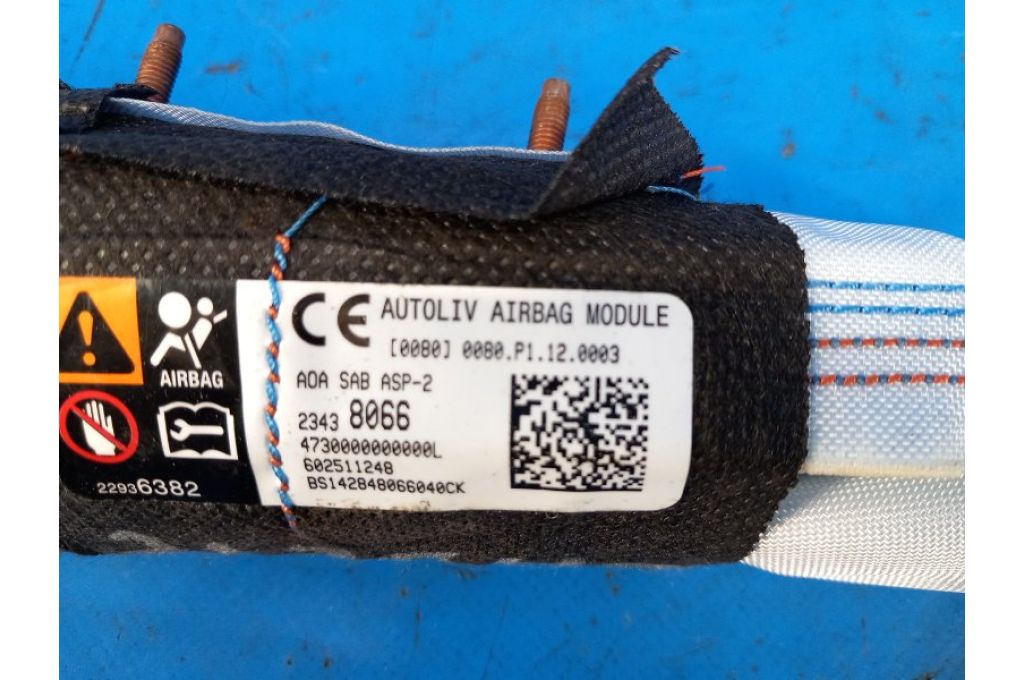 CE AUTOLIV AIRBAG MODULE
[0080] 0080.P1.12.0003
AOA SAB ASP-2
2343 8066
4730000000000L
602511248
BS142848066040CK
AIRBAG
22936382